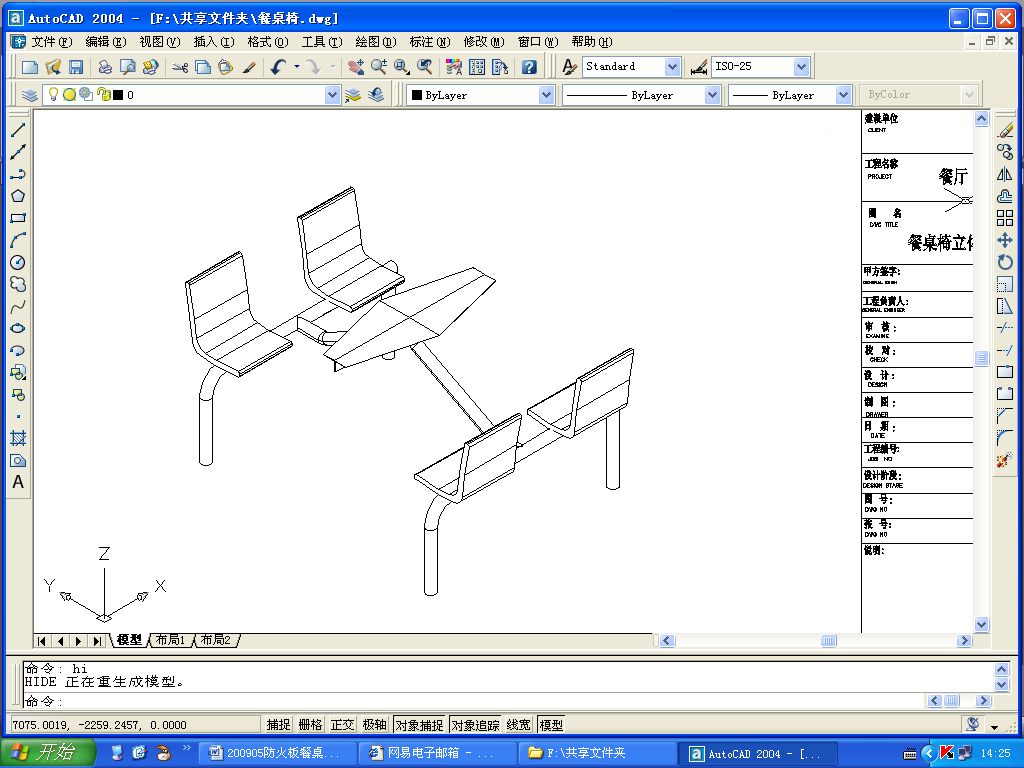 AutoCAD 2004 - [F:\共享文件夹\餐桌椅.dwg]
文件(F) 编辑(E) 视图(V) 插入(I) 格式(O) 工具(T) 绘图(D) 标注(N) 修改(M) 窗口(W) 帮助(H)
Standard ISO-25
0 ByLayer ByLayer ByLayer ByColor
建设单位
CLIENT
工程名称
PROJECT
餐厅
图 名
DWG TITLE
餐桌椅立体
甲方签字:
工程负责人:
审 核:
EXAMINE
校 对:
CHECK
设 计:
DESIGN
制 图:
DRAWER
日 期:
DATE
工程编号:
JOB NO
设计阶段:
DESIGN STAGE
图 号:
DWG NO
张 号:
DWG NO
说明:
Z
Y X
模型 布局1 布局2
命令: hi
HIDE 正在重生成模型。
命令:
7075.0019, -2259.2457, 0.0000 捕捉 栅格 正交 极轴 对象捕捉 对象追踪 线宽 模型
开始 200905防火板餐桌... 网易电子邮箱 - ... F:\共享文件夹 AutoCAD 2004 - [... 14:25